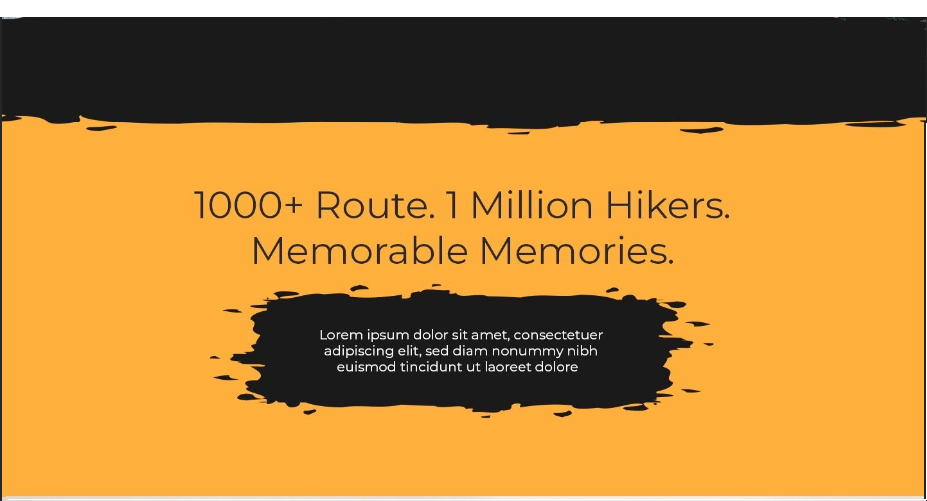 1000+ Route. 1 Million Hikers.
Memorable Memories.
Lorem ipsum dolor sit amet, consectetuer
adipiscing elit, sed diam nonummy nibh
euismod tincidunt ut laoreet dolore